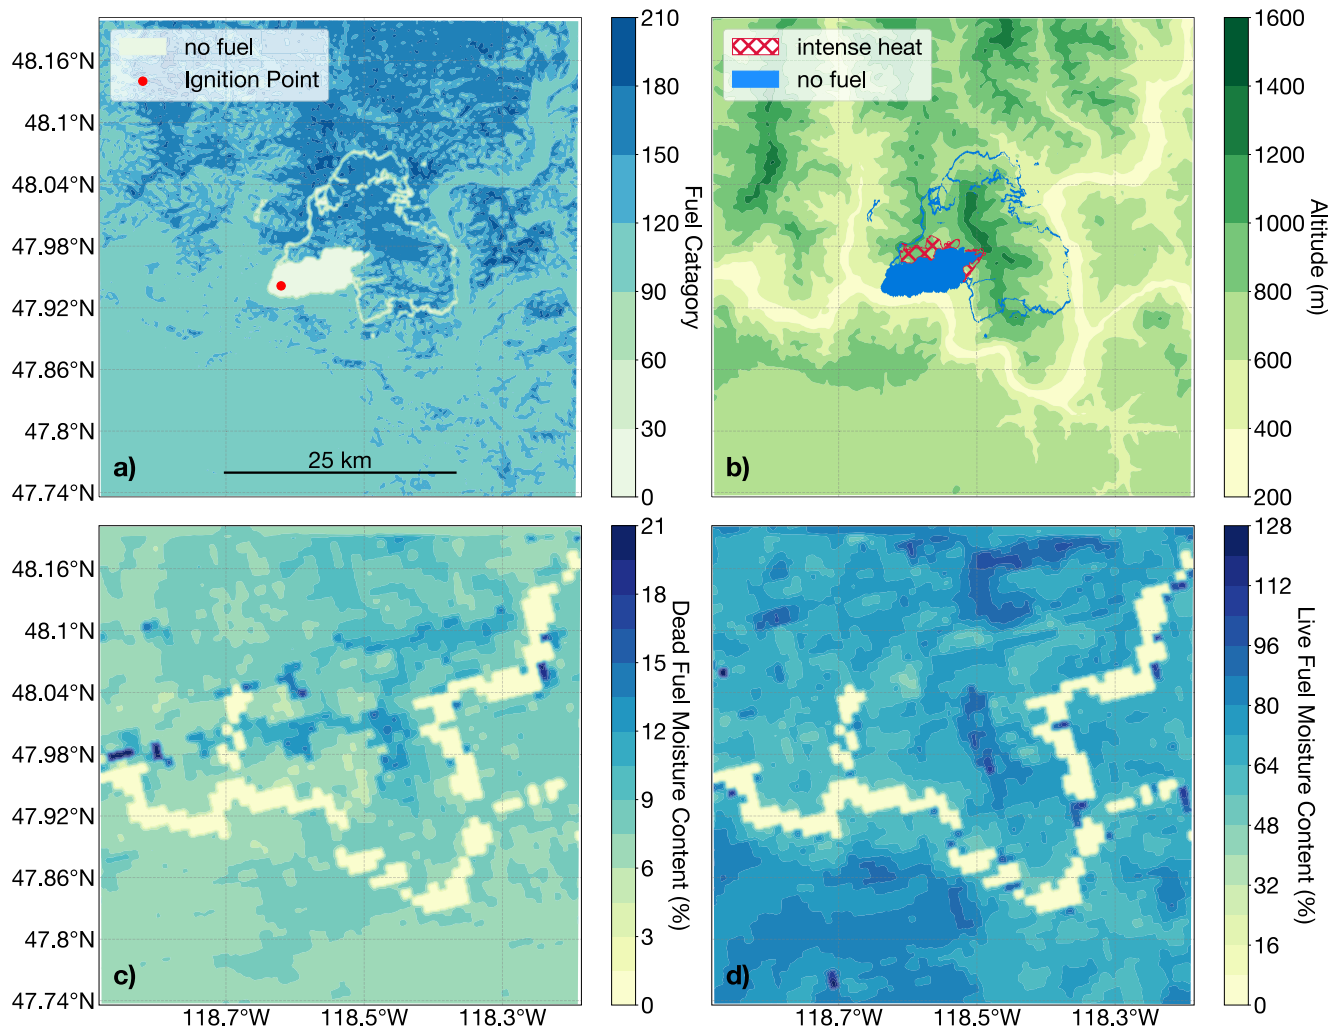 no fuel
Ignition Point
48.16°N
48.1°N
48.04°N
47.98°N
47.92°N
47.86°N
47.8°N
47.74°N
a)
25 km
210
180
150
120
90
60
30
0
Fuel Catagory
intense heat
no fuel
b)
1600
1400
1200
1000
800
600
400
200
Altitude (m)
48.16°N
48.1°N
48.04°N
47.98°N
47.92°N
47.86°N
47.8°N
47.74°N
c)
118.7°W
118.5°W
118.3°W
21
18
15
12
9
6
3
0
Dead Fuel Moisture Content (%)
d)
118.7°W
118.5°W
118.3°W
128
112
96
80
64
48
32
16
0
Live Fuel Moisture Content (%)